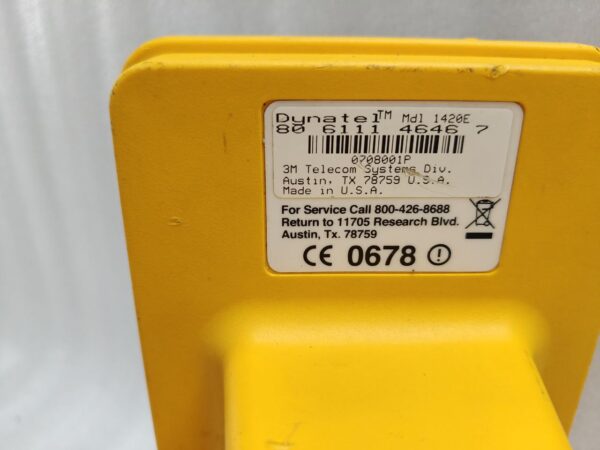 Dynatel™ Mdl 1420E
80 6111 4646 7
0708001P
3M Telecom Systems Div.
Austin, TX 78759 U.S.A.
Made in U.S.A.
For Service Call 800-426-8688
Return to 11705 Research Blvd.
Austin, Tx. 78759
CE 0678 !